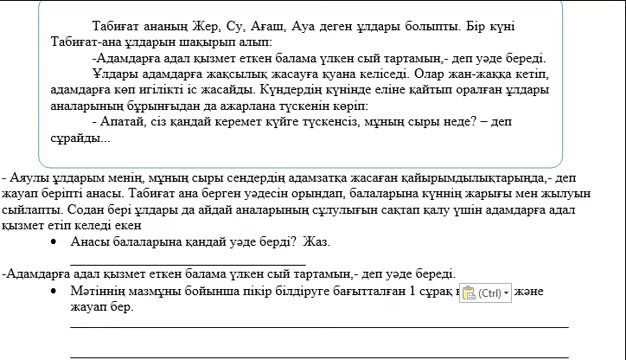 Табиғат ананың Жер, Су, Ағаш, Ауа деген ұлдары болыпты. Бір күні
Табиғат-ана ұлдарын шақырып алып:
-Адамдарға адал қызмет еткен балама үлкен сый тартамын,- деп уәде береді.
Ұлдары адамдарға жақсылық жасауға қуана келіседі. Олар жан-жаққа кетіп,
адамдарға көп игілікті іс жасайды. Күндердің күнінде еліне қайтып оралған ұлдары
аналарының бұрынғыдан да ажарлана түскенін көріп:
- Апатай, сіз қандай керемет күйге түскенсіз, мұның сыры неде? – деп
сұрайды...
- Аяулы ұлдарым менің, мұның сыры сендердің адамзатқа жасаған қайырымдылықтарыңда,- деп
жауап беріпті анасы. Табиғат ана берген уәдесін орындап, балаларына күннің жарығы мен жылуын
сыйлапты. Содан бері ұлдары да айдай аналарының сұлулығын сақтап қалу үшін адамдарға адал
қызмет етіп келеді екен
• Анасы балаларына қандай уәде берді? Жаз.
-Адамдарға адал қызмет еткен балама үлкен сый тартамын,- деп уәде береді.
• Мәтіннің мазмұны бойынша пікір білдіруге бағытталған 1 сұрақ (Ctrl) және
жауап бер.